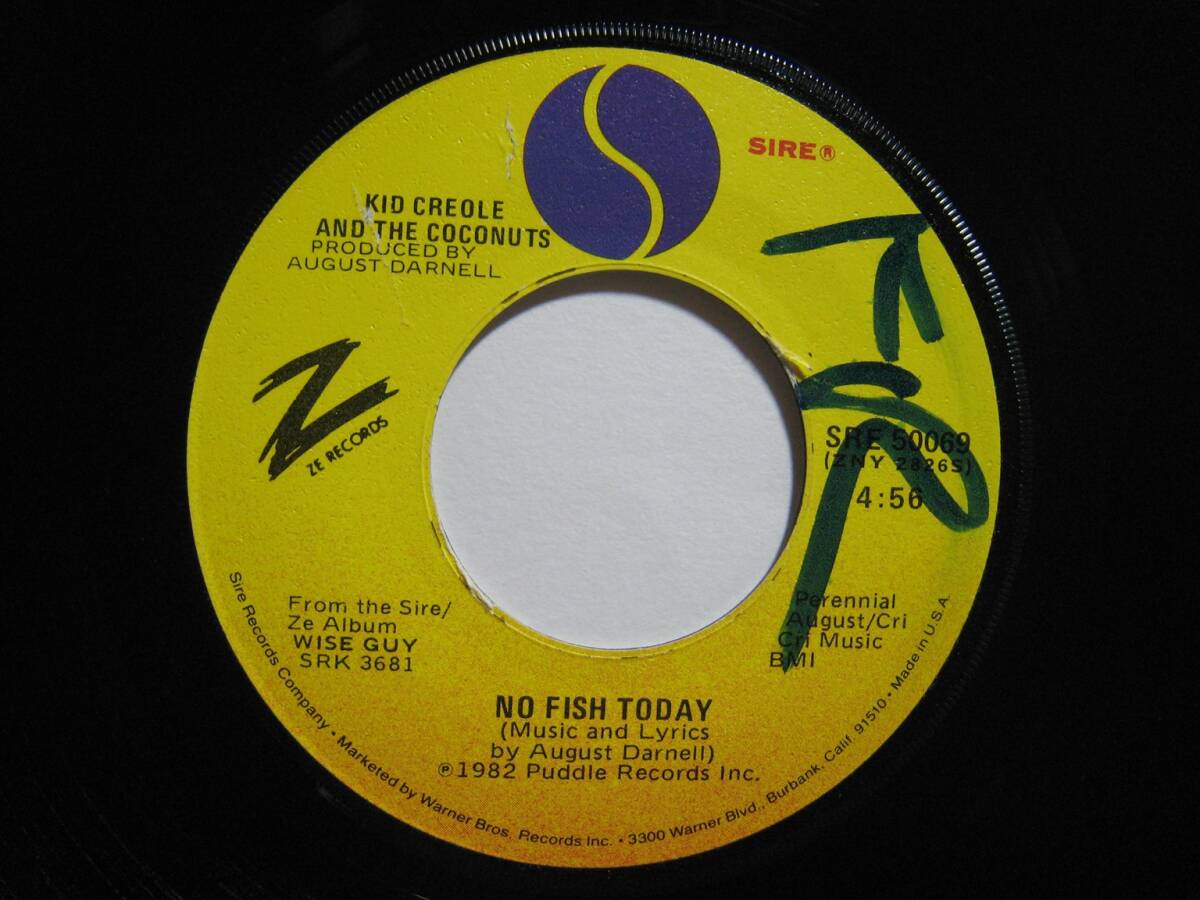 SIRE®
KID CREOLE
AND THE COCONUTS
PRODUCED BY
AUGUST DARNELL
Z
ZE RECORDS
SRE 50069
(ZNY 2826S)
4:56
From the Sire/
Ze Album
WISE GUY
SRK 3681
Perennial
August/Cri
Cri Music
BMI
NO FISH TODAY
(Music and Lyrics
by August Darnell)
℗1982 Puddle Records Inc.
Sire Records Company • Marketed by Warner Bros. Records Inc. • 3300 Warner Blvd., Burbank, Calif. 91510 • Made in U.S.A.